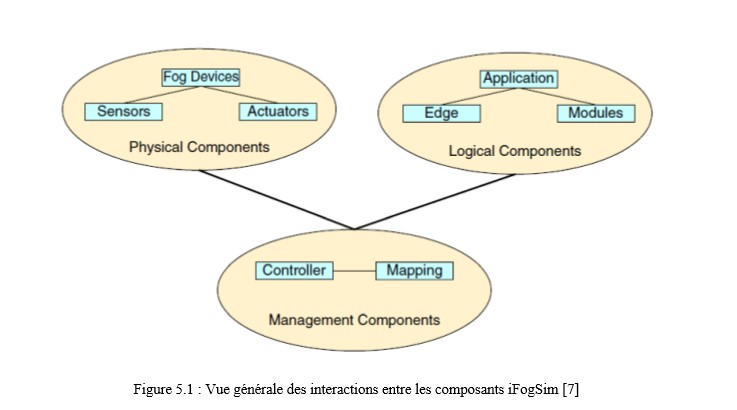 Fog Devices
Sensors
Actuators
Physical Components
Application
Edge
Modules
Logical Components
Controller
Mapping
Management Components
Figure 5.1 : Vue générale des interactions entre les composants iFogSim [7]